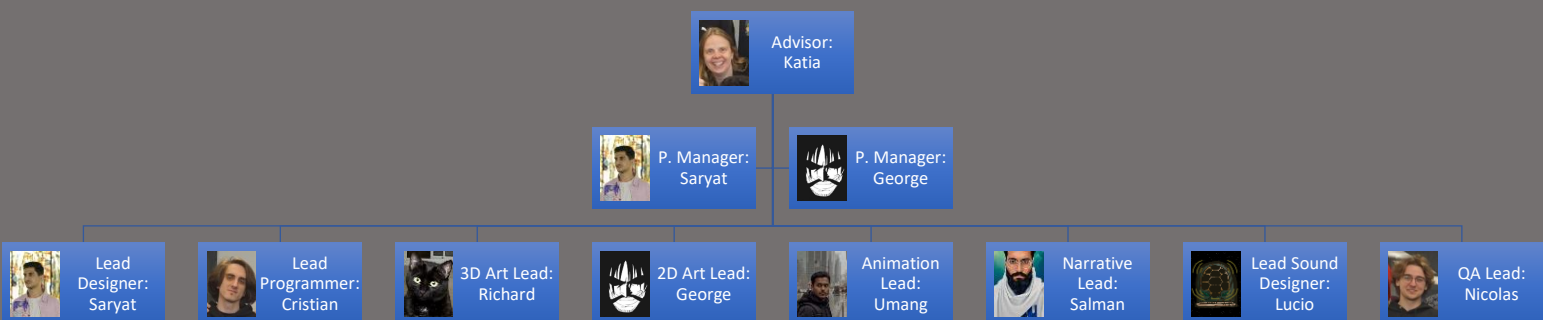 Advisor:
Katia
P. Manager:
Saryat
P. Manager:
George
Lead
Designer:
Saryat
Lead
Programmer:
Cristian
3D Art Lead:
Richard
2D Art Lead:
George
Animation
Lead:
Umang
Narrative
Lead:
Salman
Lead Sound
Designer:
Lucio
QA Lead:
Nicolas